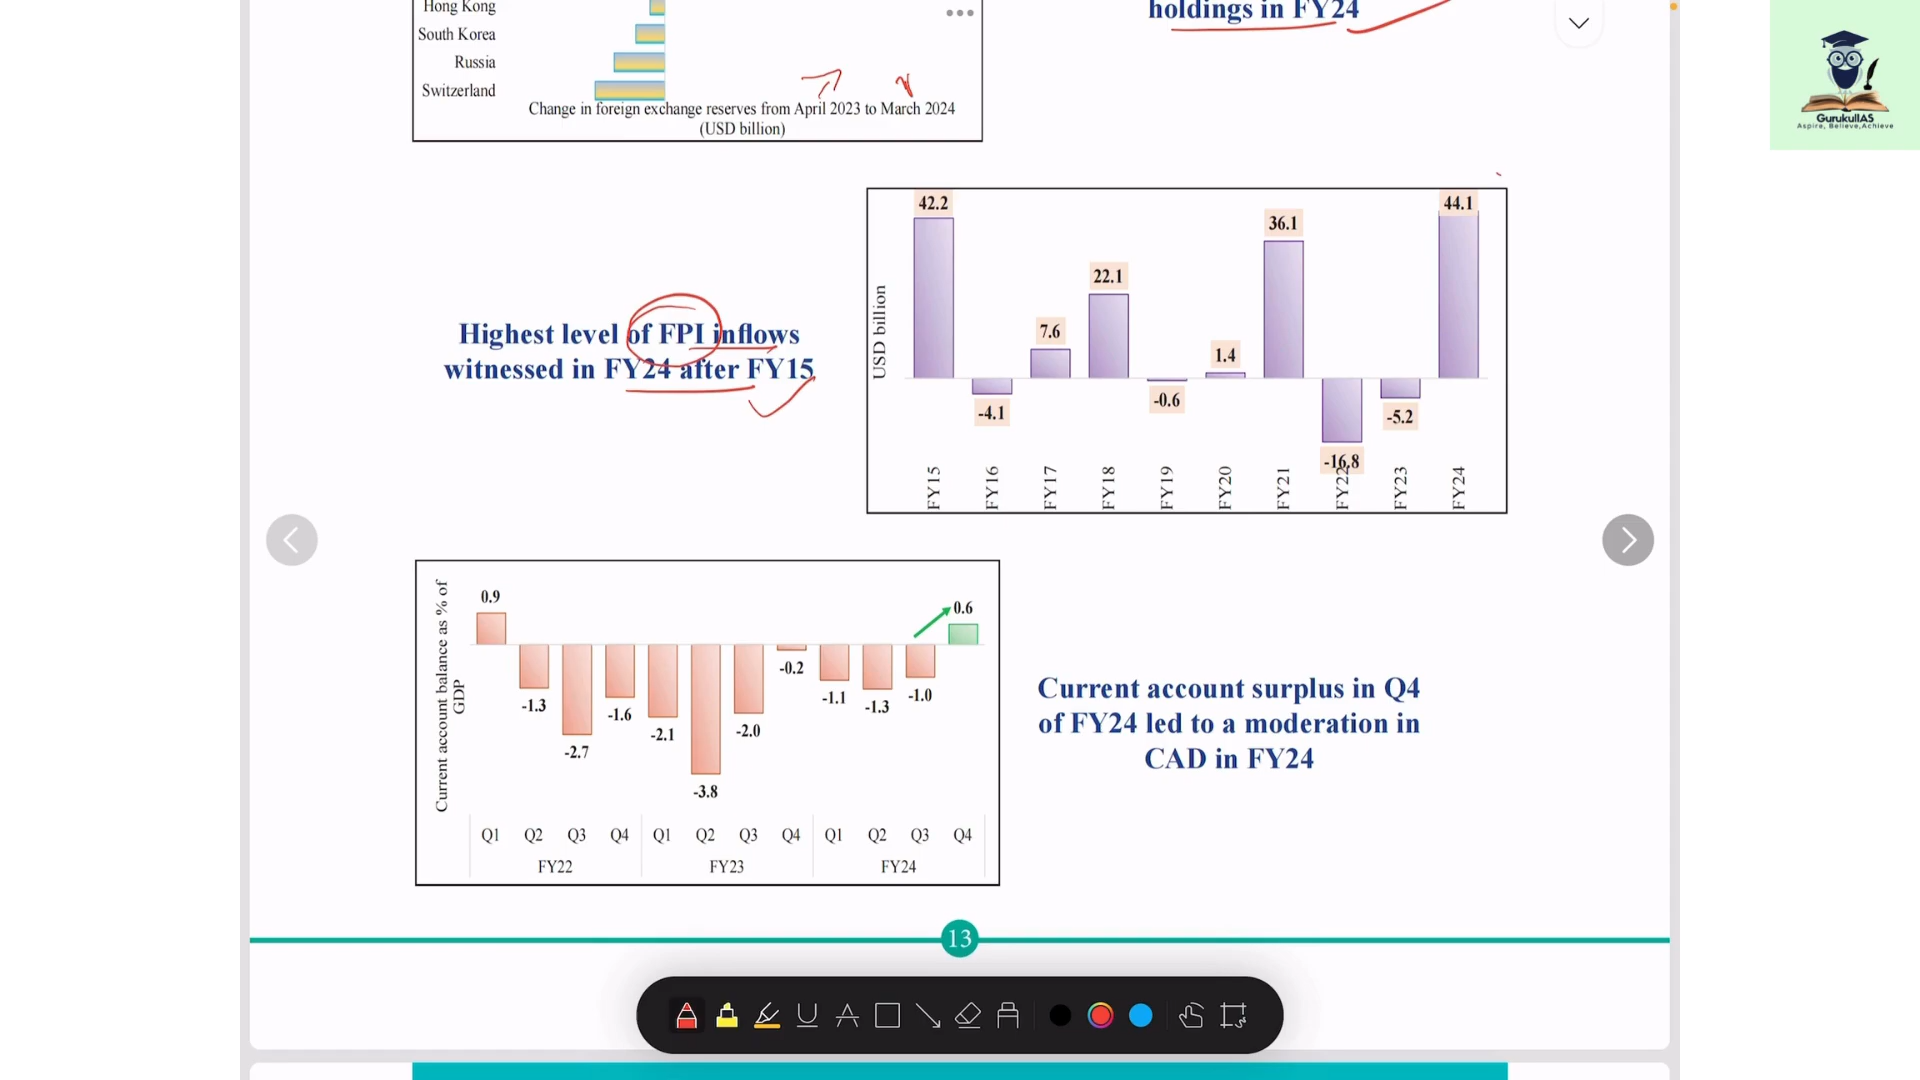 Hong Kong
South Korea
Russia
Switzerland
Change in foreign exchange reserves from April 2023 to March 2024
(USD billion)
holdings in FY24
GurukulIAS
Aspire, Believe,Achieve
Highest level of FPI inflows
witnessed in FY24 after FY15
USD billion
42.2
-4.1
7.6
22.1
-0.6
1.4
36.1
-16.8
-5.2
44.1
FY15
FY16
FY17
FY18
FY19
FY20
FY21
FY22
FY23
FY24
Current account balance as % of
GDP
0.9
-1.3
-2.7
-1.6
-2.1
-3.8
-2.0
-0.2
-1.1
-1.3
-1.0
0.6
Q1 Q2 Q3 Q4 Q1 Q2 Q3 Q4 Q1 Q2 Q3 Q4
FY22 FY23 FY24
Current account surplus in Q4
of FY24 led to a moderation in
CAD in FY24
13